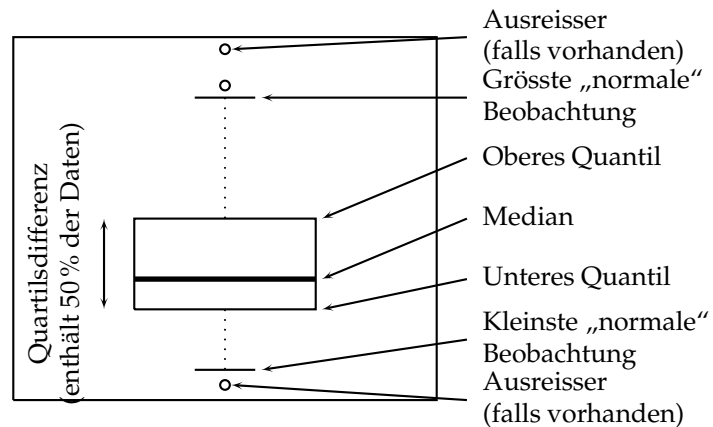 Ausreisser
(falls vorhanden)
Grösste „normale“
Beobachtung
Oberes Quantil
Median
Unteres Quantil
Kleinste „normale“
Beobachtung
Ausreisser
(falls vorhanden)
Quartilsdifferenz
(enthält 50 % der Daten)